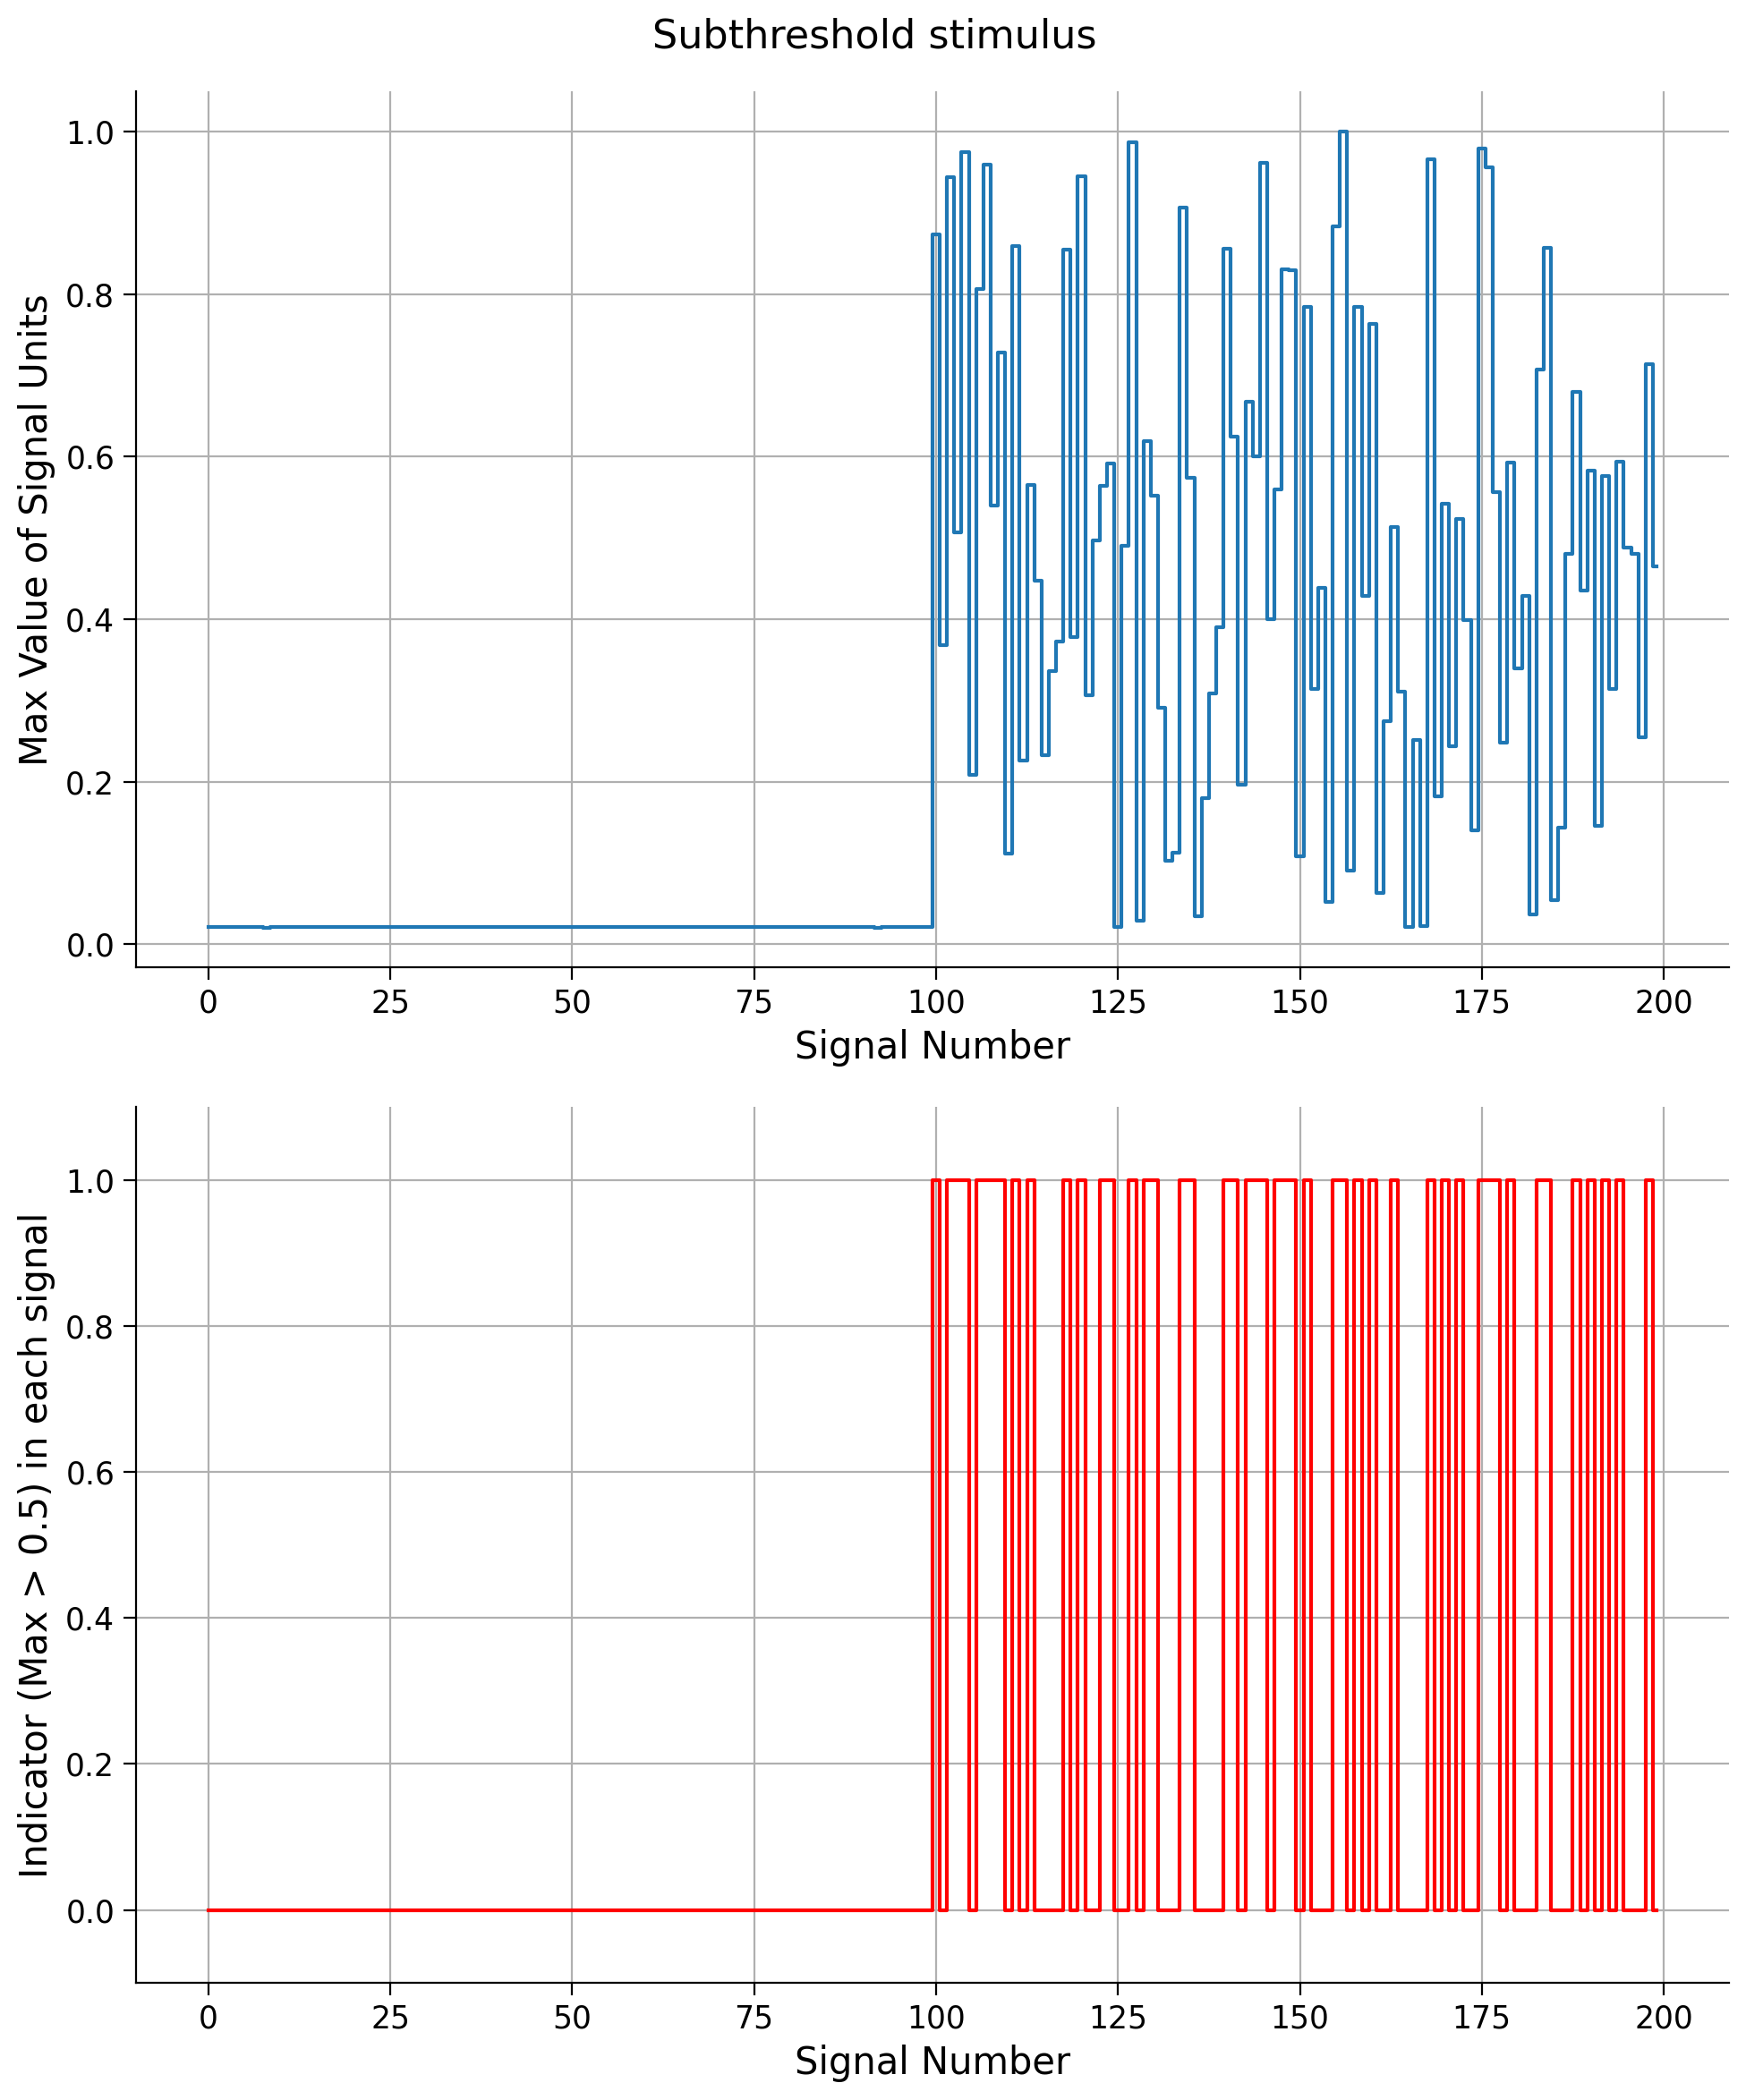 Subthreshold stimulus
Max Value of Signal Units
1.0
0.8
0.6
0.4
0.2
0.0
0 25 50 75 100 125 150 175 200
Signal Number
Indicator (Max > 0.5) in each signal
1.0
0.8
0.6
0.4
0.2
0.0
0 25 50 75 100 125 150 175 200
Signal Number